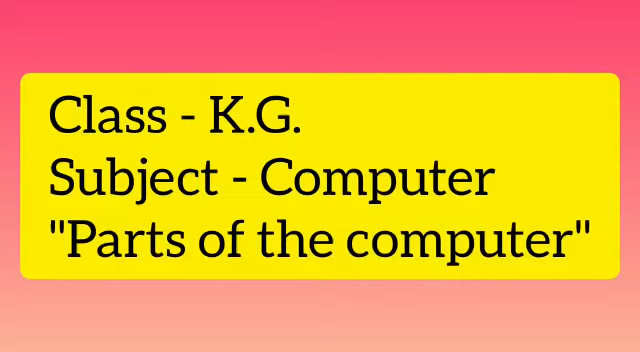 Class - K.G.
Subject - Computer
"Parts of the computer"